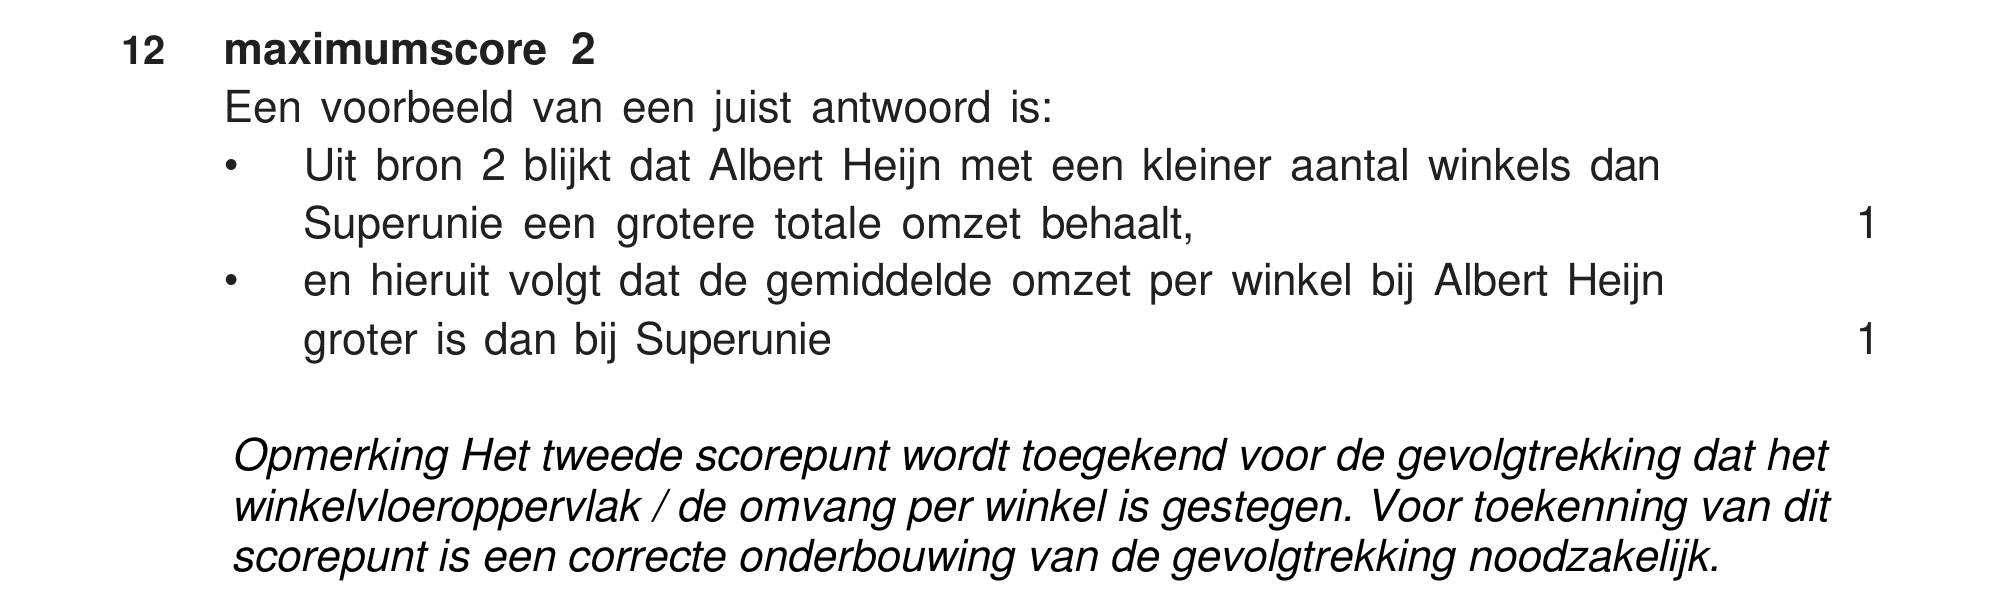 12 maximumscore 2
Een voorbeeld van een juist antwoord is:
• Uit bron 2 blijkt dat Albert Heijn met een kleiner aantal winkels dan
Superunie een grotere totale omzet behaalt, 1
• en hieruit volgt dat de gemiddelde omzet per winkel bij Albert Heijn
groter is dan bij Superunie 1
Opmerking Het tweede scorepunt wordt toegekend voor de gevolgtrekking dat het
winkelvloeroppervlak / de omvang per winkel is gestegen. Voor toekenning van dit
scorepunt is een correcte onderbouwing van de gevolgtrekking noodzakelijk.